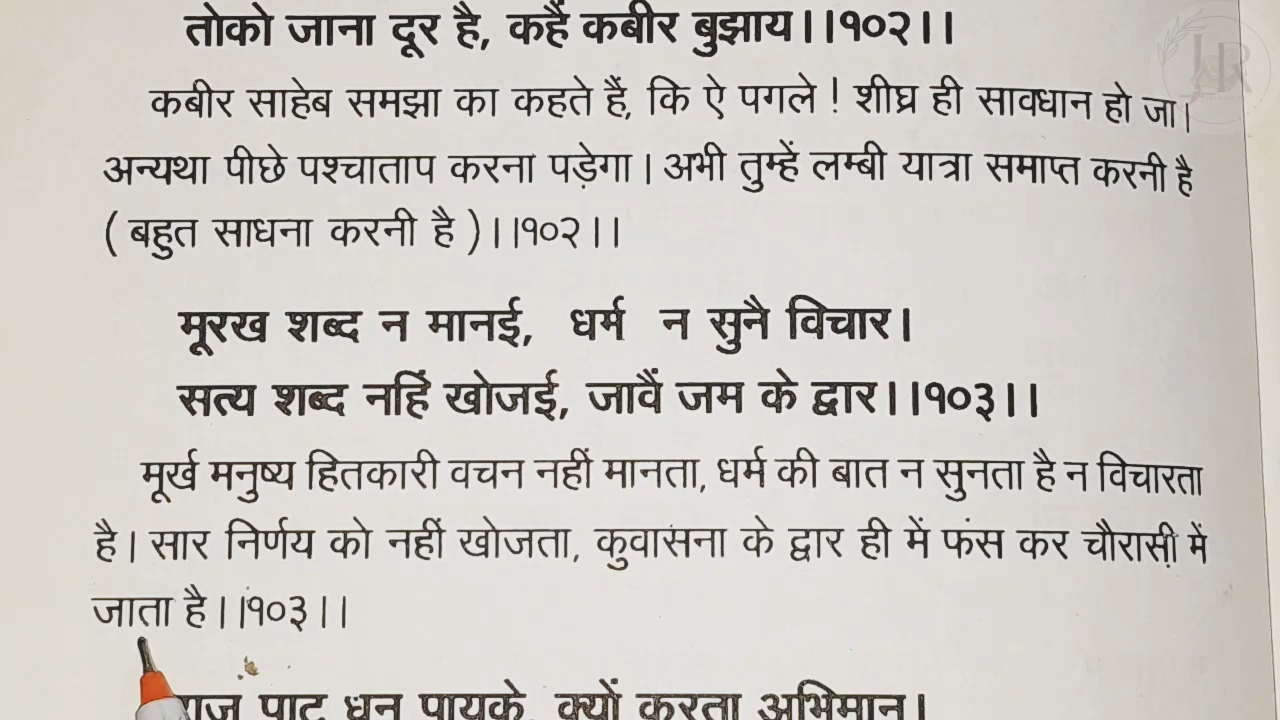 तोको जाना दूर है, कहैं कबीर बुझाय।।१०२।।
कबीर साहेब समझा का कहते हैं, कि ऐ पगले ! शीघ्र ही सावधान हो जा।
अन्यथा पीछे पश्चाताप करना पड़ेगा। अभी तुम्हें लम्बी यात्रा समाप्त करनी है
( बहुत साधना करनी है )।।१०२।।
मूरख शब्द न मानई, धर्म न सुनै विचार।
सत्य शब्द नहिं खोजई, जावैं जम के द्वार।।१०३।।
मूर्ख मनुष्य हितकारी वचन नहीं मानता, धर्म की बात न सुनता है न विचारता
है। सार निर्णय को नहीं खोजता, कुवासना के द्वार ही में फंस कर चौरासी में
जाता है।।१०३।।
राज पाट धन पायके, क्यों करता अभिमान।